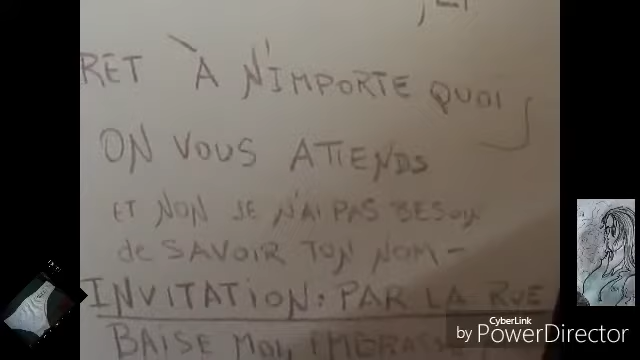 RET À N'IMPORTE QUOI
ON VOUS ATTENDS
ET NON JE N'AI PAS BESOIN
de SAVOIR TON NOM -
INVITATION: PAR LA RUE
BAISE MOI,
CyberLink
by PowerDirector